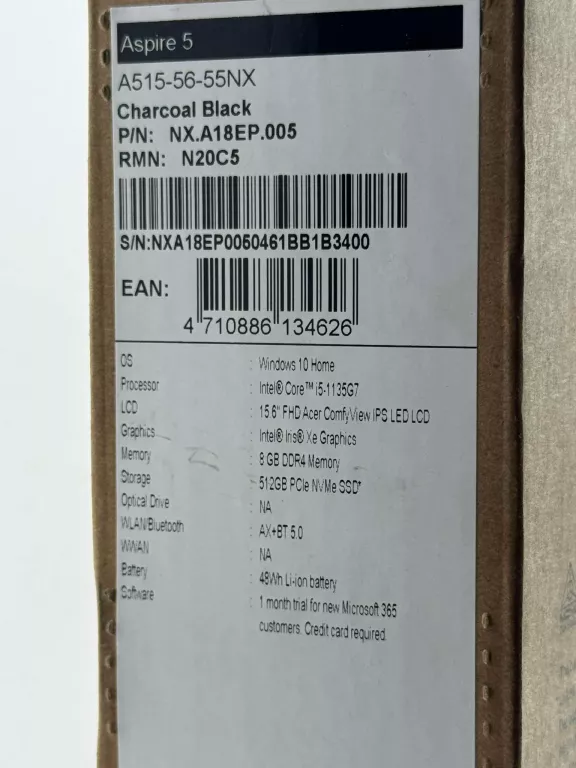 Aspire 5
A515-56-55NX
Charcoal Black
P/N: NX.A18EP.005
RMN: N20C5
S/N:NXA18EP0050461BB1B3400
EAN:
4 710886 134626
OS : Windows 10 Home
Processor : Intel® Core™ i5-1135G7
LCD : 15.6" FHD Acer ComfyView IPS LED LCD
Graphics : Intel® Iris® Xe Graphics
Memory : 8 GB DDR4 Memory
Storage : 512GB PCIe NVMe SSD*
Optical Drive : NA
WLAN/Bluetooth : AX+BT 5.0
WWAN : NA
Battery : 48Wh Li-ion battery
Software : 1 month trial for new Microsoft 365
customers. Credit card required.